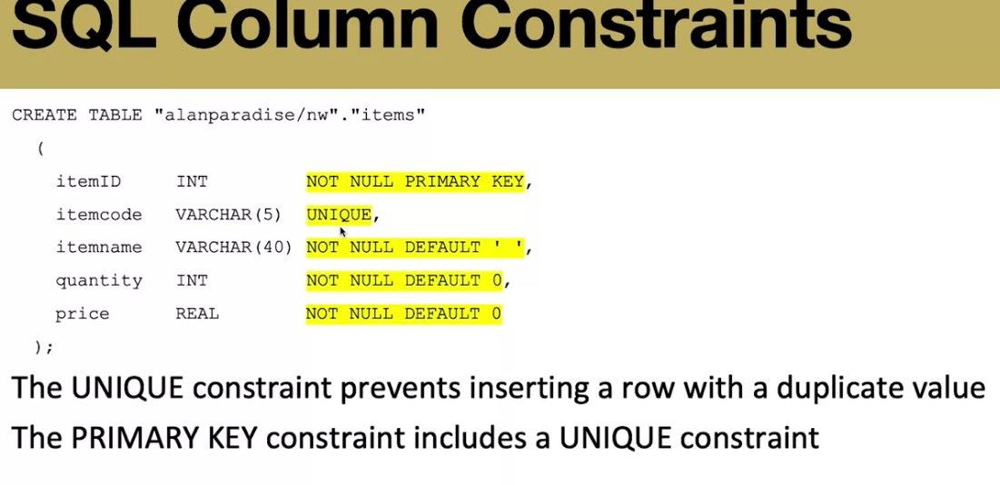 SQL Column Constraints
CREATE TABLE "alanparadise/nw"."items"
(
itemID INT NOT NULL PRIMARY KEY,
itemcode VARCHAR(5) UNIQUE,
itemname VARCHAR(40) NOT NULL DEFAULT ' ',
quantity INT NOT NULL DEFAULT 0,
price REAL NOT NULL DEFAULT 0
);
The UNIQUE constraint prevents inserting a row with a duplicate value
The PRIMARY KEY constraint includes a UNIQUE constraint